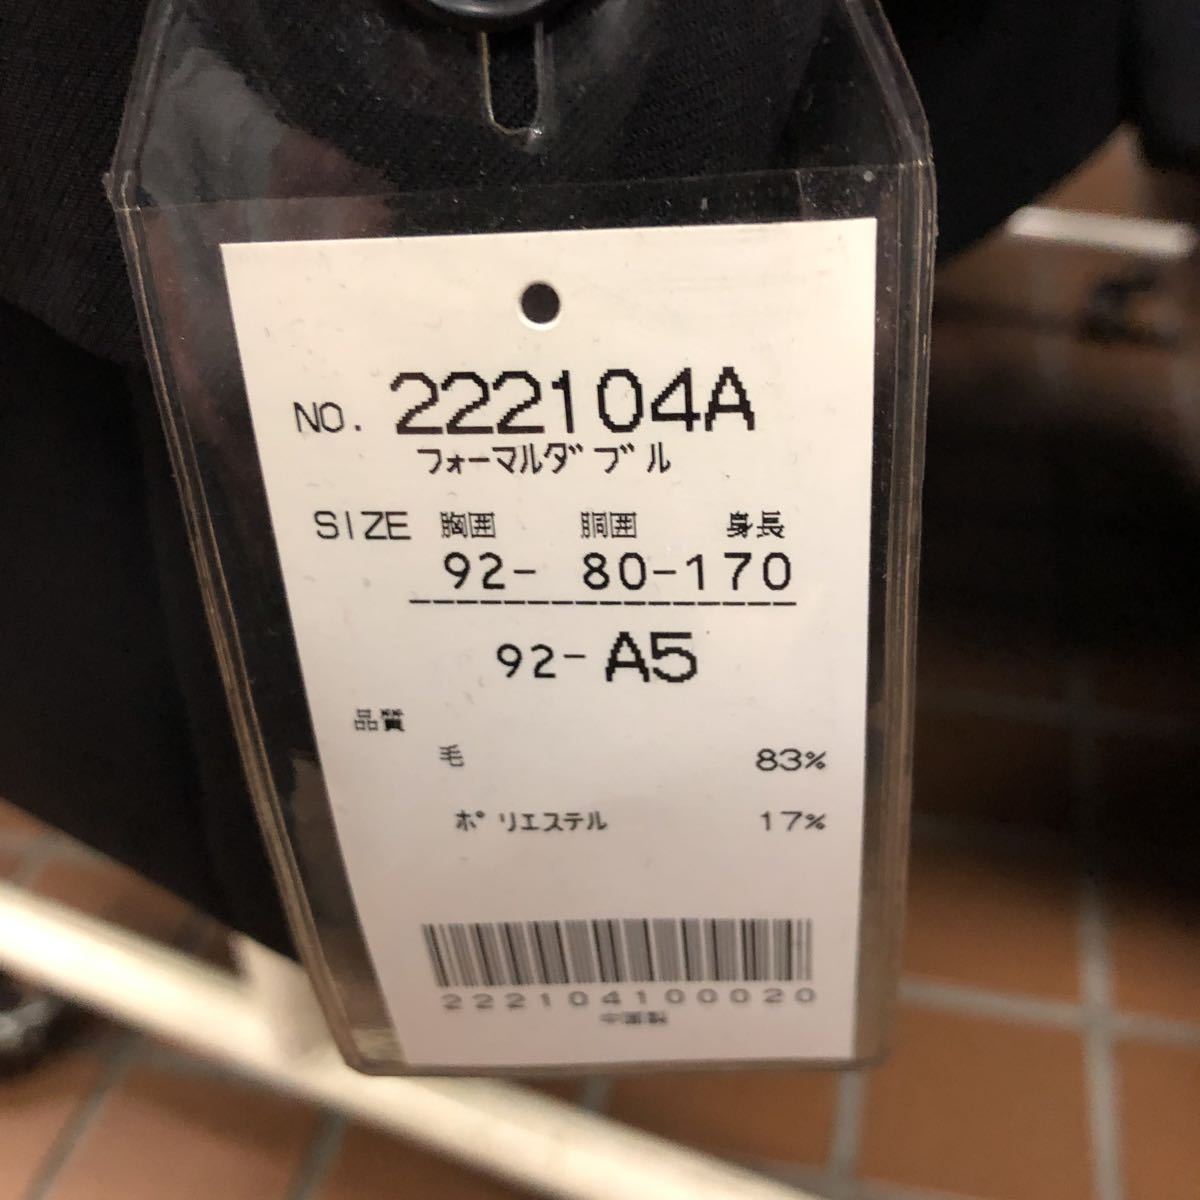 NO. 222104A
フォーマルダブル
SIZE 胸囲 胴囲 身長
92- 80-170
92-A5
品質
毛 83%
ポリエステル 17%
222104100020
中国製